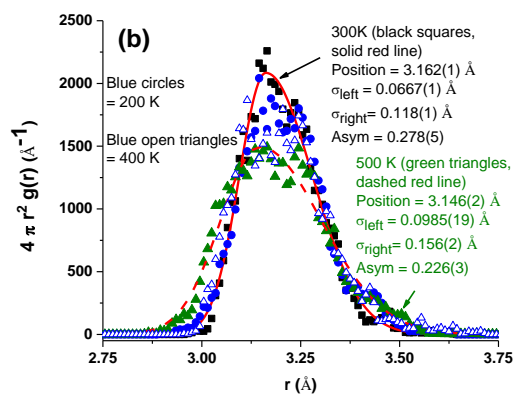 (b)
300K (black squares,
solid red line)
Position = 3.162(1) Å
σleft = 0.0667(1) Å
σright = 0.118(1) Å
Asym = 0.278(5)
Blue circles
= 200 K
Blue open triangles
= 400 K
500 K (green triangles,
dashed red line)
Position = 3.146(2) Å
σleft = 0.0985(19) Å
σright= 0.156(2) Å
Asym = 0.226(3)
4 π r² g(r) (Å⁻¹)
2500
2000
1500
1000
500
0
2.75 3.00 3.25 3.50 3.75
r (Å)